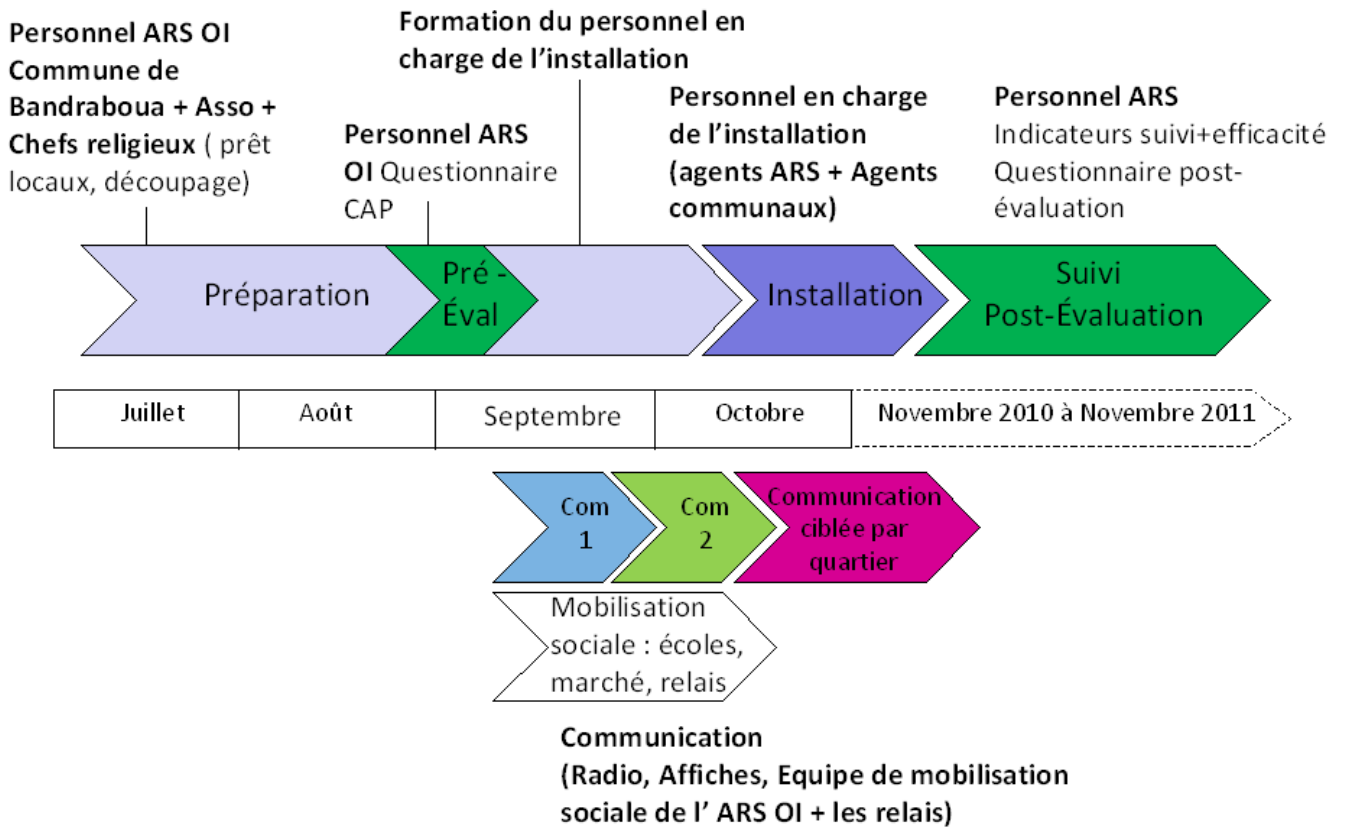 Personnel ARS OI
Commune de
Bandraboua + Asso +
Chefs religieux ( prêt
locaux, découpage)
Personnel ARS
OI Questionnaire
CAP
Formation du personnel en
charge de l’installation
Personnel en charge
de l’installation
(agents ARS + Agents
communaux)
Personnel ARS
Indicateurs suivi+efficacité
Questionnaire post-
évaluation
Préparation
Pré -
Éval
Installation
Suivi
Post-Évaluation
Juillet
Août
Septembre
Octobre
Novembre 2010 à Novembre 2011
Com
1
Com
2
Communication
ciblée par
quartier
Mobilisation
sociale : écoles,
marché, relais
Communication
(Radio, Affiches, Equipe de mobilisation
sociale de l’ ARS OI + les relais)